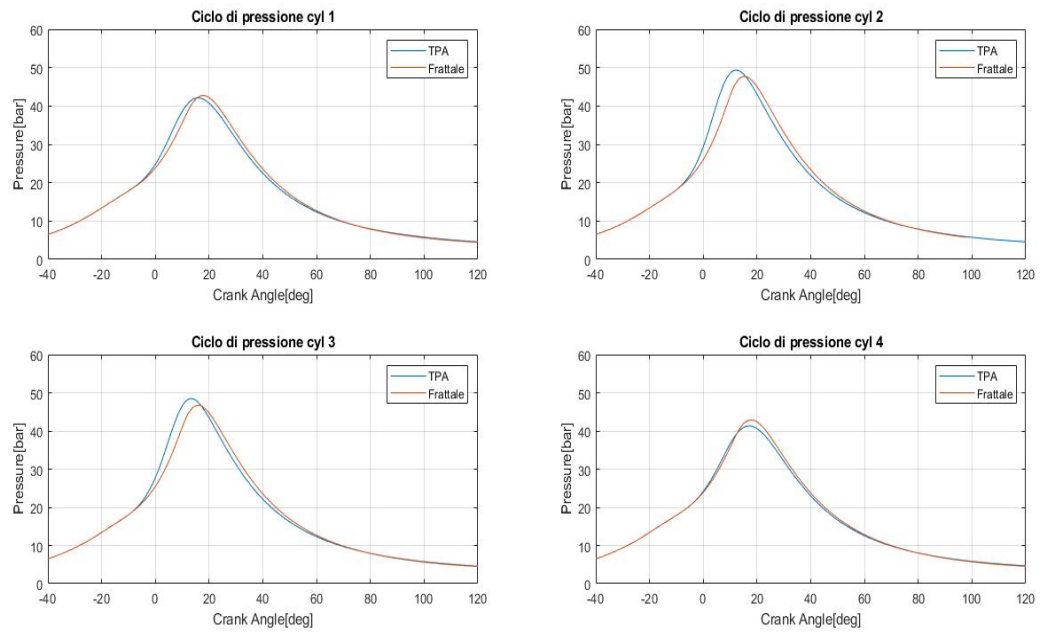 Ciclo di pressione cyl 1
60
50
40
30
20
10
0
Pressure[bar]
TPA
Frattale
-40 -20 0 20 40 60 80 100 120
Crank Angle[deg]
Ciclo di pressione cyl 2
60
50
40
30
20
10
0
Pressure[bar]
TPA
Frattale
-40 -20 0 20 40 60 80 100 120
Crank Angle[deg]
Ciclo di pressione cyl 3
60
50
40
30
20
10
0
Pressure[bar]
TPA
Frattale
-40 -20 0 20 40 60 80 100 120
Crank Angle[deg]
Ciclo di pressione cyl 4
60
50
40
30
20
10
0
Pressure[bar]
TPA
Frattale
-40 -20 0 20 40 60 80 100 120
Crank Angle[deg]